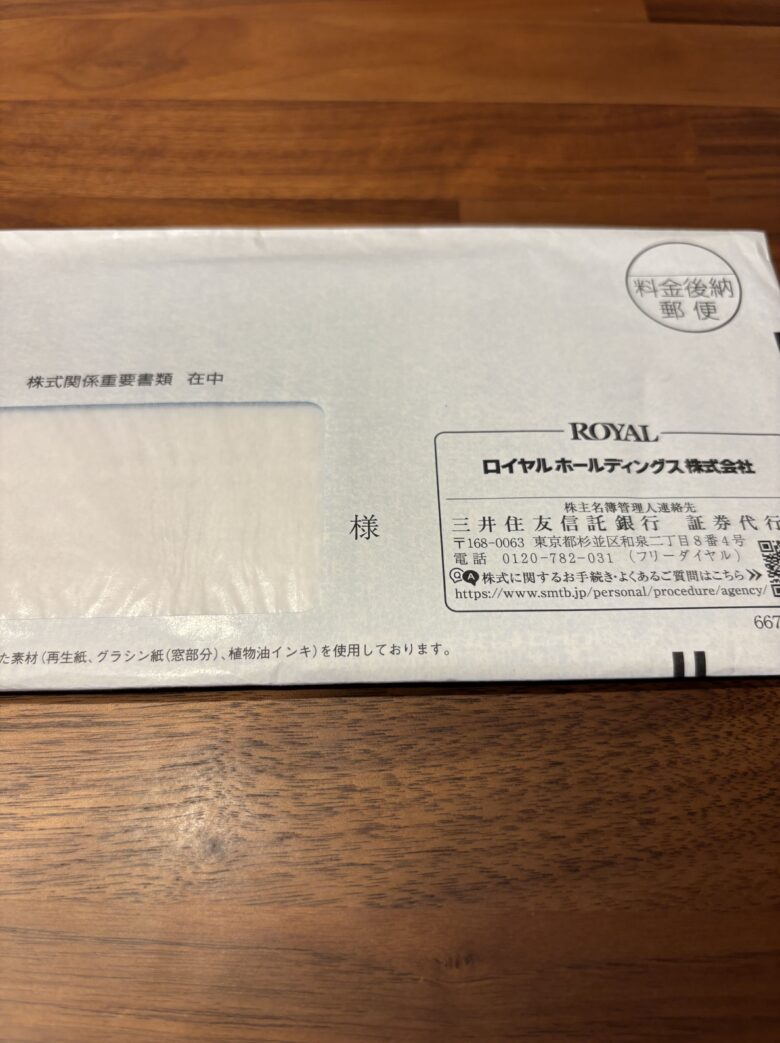 料金後納
郵便
株式関係重要書類 在中
ROYAL
ロイヤルホールディングス株式会社
様
株主名簿管理人連絡先
三井住友信託銀行 証券代行
〒168-0063 東京都杉並区和泉二丁目8番4号
電話 0120-782-031 (フリーダイヤル)
Q A 株式に関するお手続き・よくあるご質問はこちら
https://www.smtb.jp/personal/procedure/agency/
667
た素材(再生紙、グラシン紙(窓部分)、植物油インキ)を使用しております。